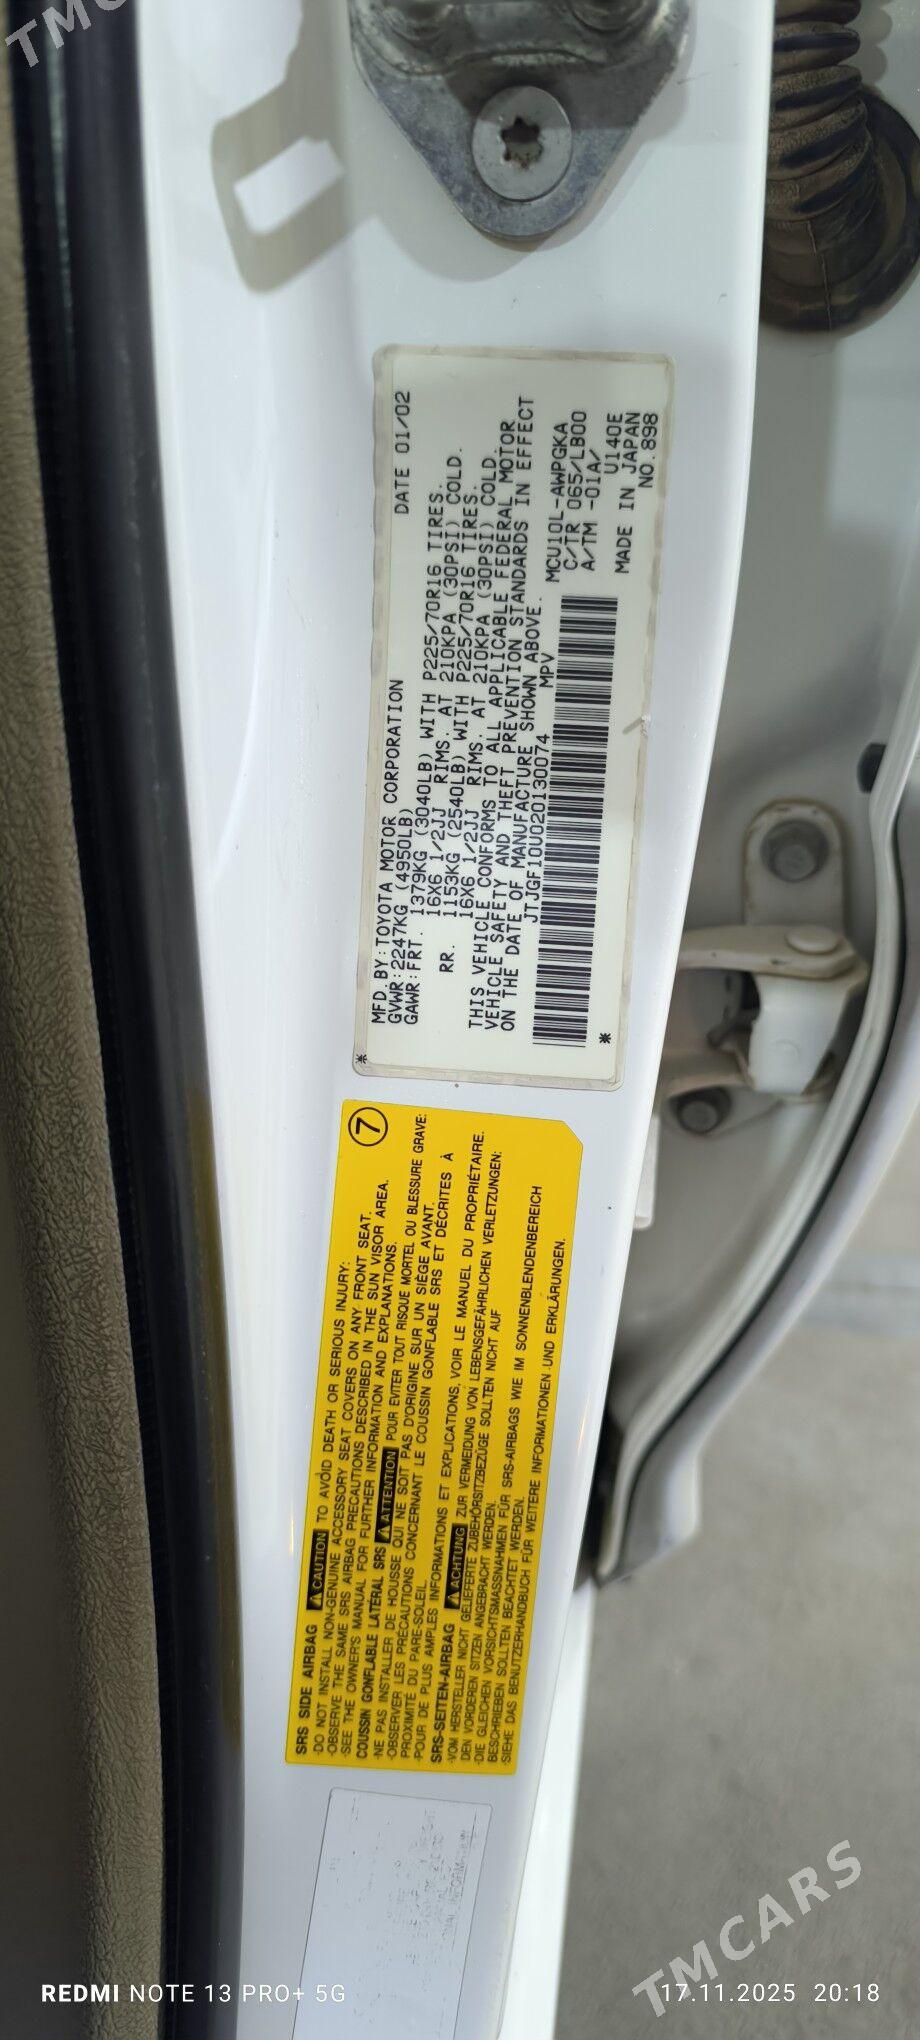 MFD.BY:TOYOTA MOTOR CORPORATION DATE 01/02
GVWR:2247KG (4950LB)
GAWR:FRT. 1379KG (3040LB) WITH P225/70R16 TIRES.
16X6 1/2JJ RIMS. AT 210KPA (30PSI) COLD.
RR. 1153KG (2540LB) WITH P225/70R16 TIRES.
16X6 1/2JJ RIMS. AT 210KPA (30PSI) COLD.
THIS VEHICLE CONFORMS TO ALL APPLICABLE FEDERAL MOTOR
VEHICLE SAFETY AND THEFT PREVENTION STANDARDS IN EFFECT
ON THE DATE OF MANUFACTURE SHOWN ABOVE.
JTJGF10U020130074 MPV
MCU10L-AWPGKA
C/TR 065/LB00
A/TM -01A/
U140E
MADE IN JAPAN
NO.898
SRS SIDE AIRBAG ⚠CAUTION TO AVOID DEATH OR SERIOUS INJURY:
·DO NOT INSTALL NON-GENUINE ACCESSORY SEAT COVERS ON ANY FRONT SEAT.
·OBSERVE THE SAME SRS AIRBAG PRECAUTIONS DESCRIBED IN THE SUN VISOR AREA.
·SEE THE OWNER'S MANUAL FOR FURTHER INFORMATION AND EXPLANATIONS.
COUSSIN GONFLABLE LATÉRAL SRS ⚠ATTENTION POUR EVITER TOUT RISQUE MORTEL OU BLESSURE GRAVE:
·NE PAS INSTALLER DE HOUSSE QUI NE SOIT PAS D'ORIGINE SUR UN SIÈGE AVANT.
·OBSERVER LES PRÉCAUTIONS CONCERNANT LE COUSSIN GONFLABLE SRS ET DÉCRITES À
PROXIMITÉ DU PARE-SOLEIL.
·POUR DE PLUS AMPLES INFORMATIONS ET EXPLICATIONS, VOIR LE MANUEL DU PROPRIÉTAIRE.
SRS-SEITEN-AIRBAG ⚠ACHTUNG ZUR VERMEIDUNG VON LEBENSGEFÄHRLICHEN VERLETZUNGEN:
·VOM HERSTELLER NICHT GELIEFERTE ZUBEHÖRSITZBEZÜGE SOLLTEN NICHT AUF
DEN VORDEREN SITZEN ANGEBRACHT WERDEN.
·DIE GLEICHEN VORSICHTSMASSNAHMEN FÜR SRS-AIRBAGS WIE IM SONNENBLENDENBEREICH
BESCHRIEBEN SOLLTEN BEACHTET WERDEN.
·SIEHE DAS BENUTZERHANDBUCH FÜR WEITERE INFORMATIONEN UND ERKLÄRUNGEN.
7
TMCARS
REDMI NOTE 13 PRO+ 5G
17.11.2025 20:18